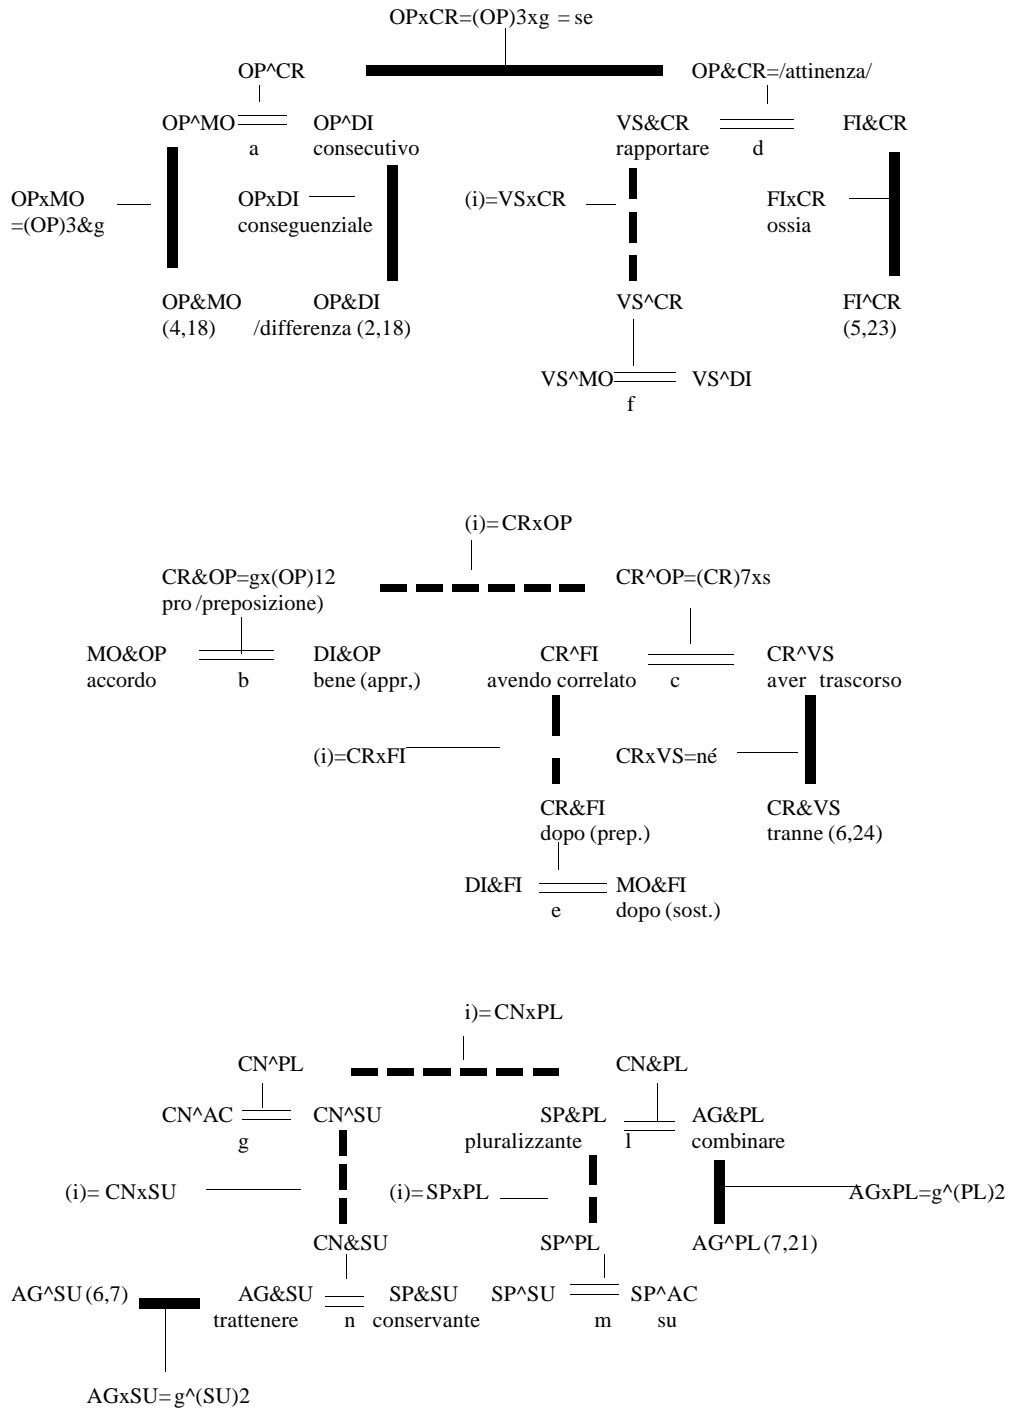 OPxCR=(OP)3xg = se
OP^CR OP&CR=/attinenza/
OP^MO OP^DI VS&CR FI&CR
a consecutivo rapportare d
OPxMO OPxDI (i)=VSxCR FIxCR
=(OP)3&g conseguenziale ossia
OP&MO OP&DI VS^CR FI^CR
(4,18) /differenza (2,18) (5,23)
VS^MO VS^DI
f
(i)=CRxOP
CR&OP=gx(OP)12 CR^OP=(CR)7xs
pro /preposizione)
MO&OP DI&OP CR^FI CR^VS
accordo b bene (appr,) avendo correlato c aver trascorso
(i)=CRxFI CRxVS=né
CR&FI CR&VS
dopo (prep.) tranne (6,24)
DI&FI MO&FI
e dopo (sost.)
i)=CNxPL
CN^PL CN&PL
CN^AC CN^SU SP&PL AG&PL
g pluralizzante l combinare
(i)= CNxSU (i)=SPxPL AGxPL=g^(PL)2
CN&SU SP^PL AG^PL (7,21)
AG^SU (6,7) AG&SU SP&SU SP^SU SP^AC
trattenere n conservante m su
AGxSU=g^(SU)2